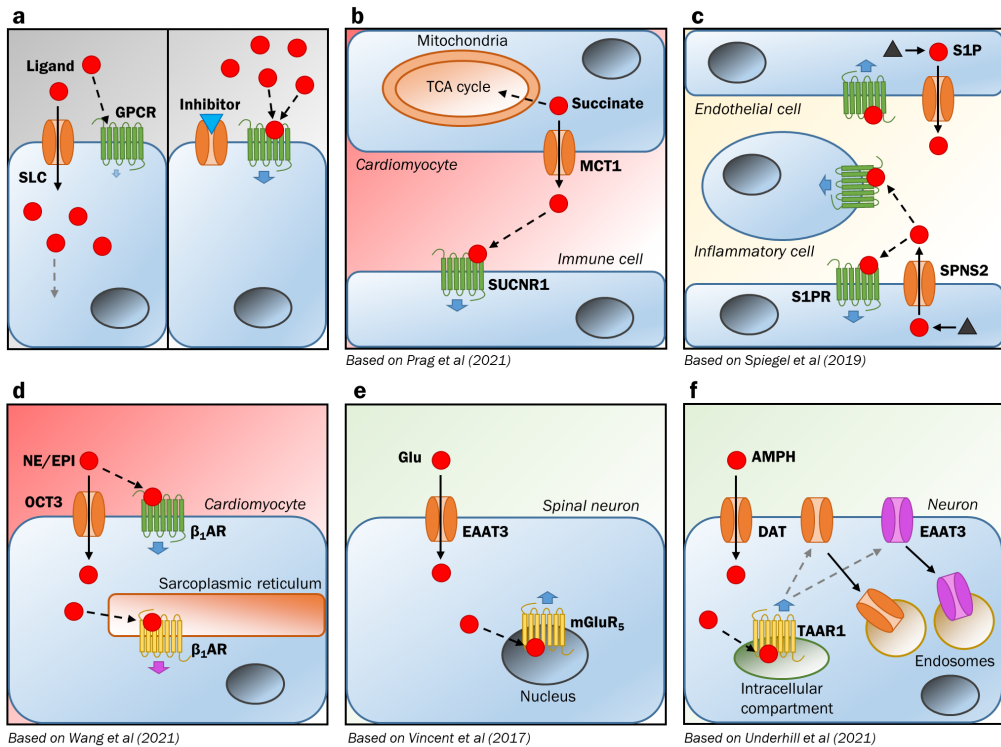 a
Ligand
GPCR
SLC
Inhibitor
b
Mitochondria
TCA cycle
Succinate
Cardiomyocyte
MCT1
Immune cell
SUCNR1
Based on Prag et al (2021)
c
S1P
Endothelial cell
Inflammatory cell
SPNS2
S1PR
Based on Spiegel et al (2019)
d
NE/EPI
OCT3
Cardiomyocyte
β₁AR
Sarcoplasmic reticulum
β₁AR
Based on Wang et al (2021)
e
Glu
Spinal neuron
EAAT3
mGluR₅
Nucleus
Based on Vincent et al (2017)
f
AMPH
Neuron
DAT
EAAT3
TAAR1
Endosomes
Intracellular
compartment
Based on Underhill et al (2021)